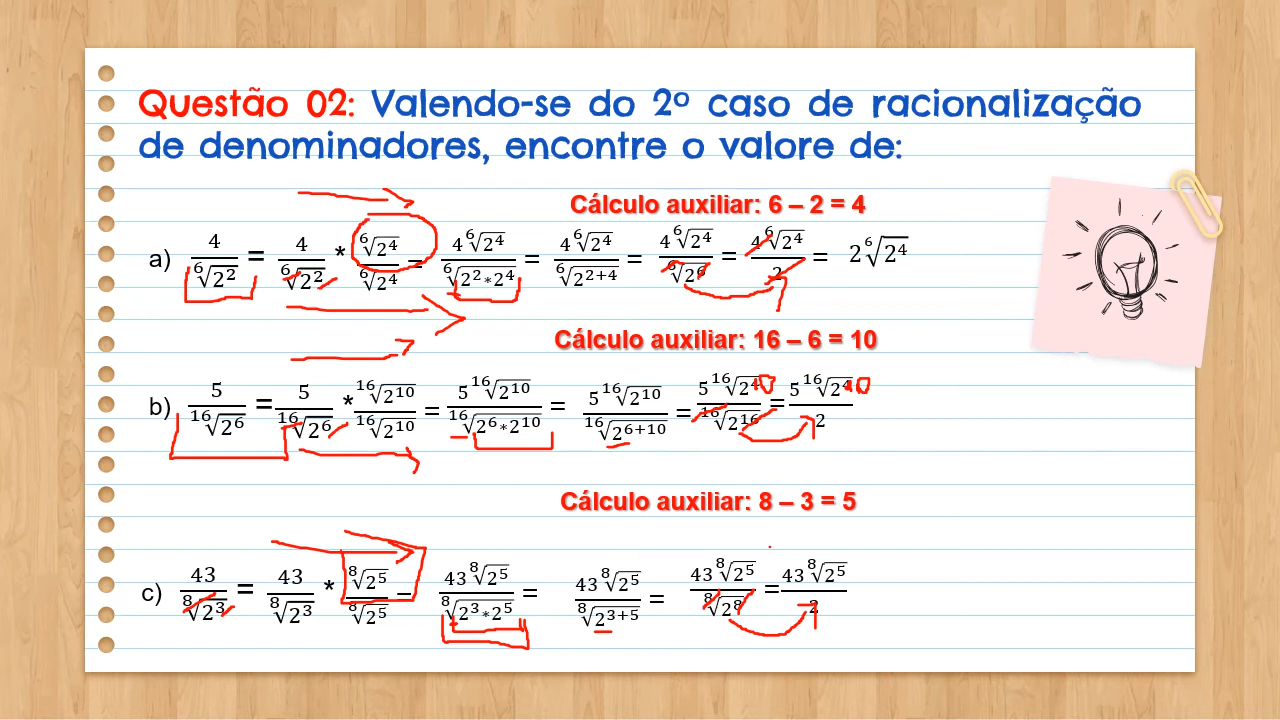 Questão 02: Valendo-se do 2º caso de racionalização
de denominadores, encontre o valore de:
Cálculo auxiliar: 6 – 2 = 4
a) 4/⁶√2² = 4/⁶√2² * ⁶√2⁴/⁶√2⁴ = 4⁶√2⁴/⁶√2²*2⁴ = 4⁶√2⁴/⁶√2²⁺⁴ = 4⁶√2⁴/⁶√2⁶ = 4⁶√2⁴/2 = 2⁶√2⁴
Cálculo auxiliar: 16 – 6 = 10
b) 5/¹⁶√2⁶ = 5/¹⁶√2⁶ * ¹⁶√2¹⁰/¹⁶√2¹⁰ = 5¹⁶√2¹⁰/¹⁶√2⁶*2¹⁰ = 5¹⁶√2¹⁰/¹⁶√2⁶⁺¹⁰ = 5¹⁶√2¹⁰/¹⁶√2¹⁶ = 5¹⁶√2¹⁰/2
Cálculo auxiliar: 8 – 3 = 5
c) 43/⁸√2³ = 43/⁸√2³ * ⁸√2⁵/⁸√2⁵ = 43⁸√2⁵/⁸√2³*2⁵ = 43⁸√2⁵/⁸√2³⁺⁵ = 43⁸√2⁵/⁸√2⁸ = 43⁸√2⁵/2